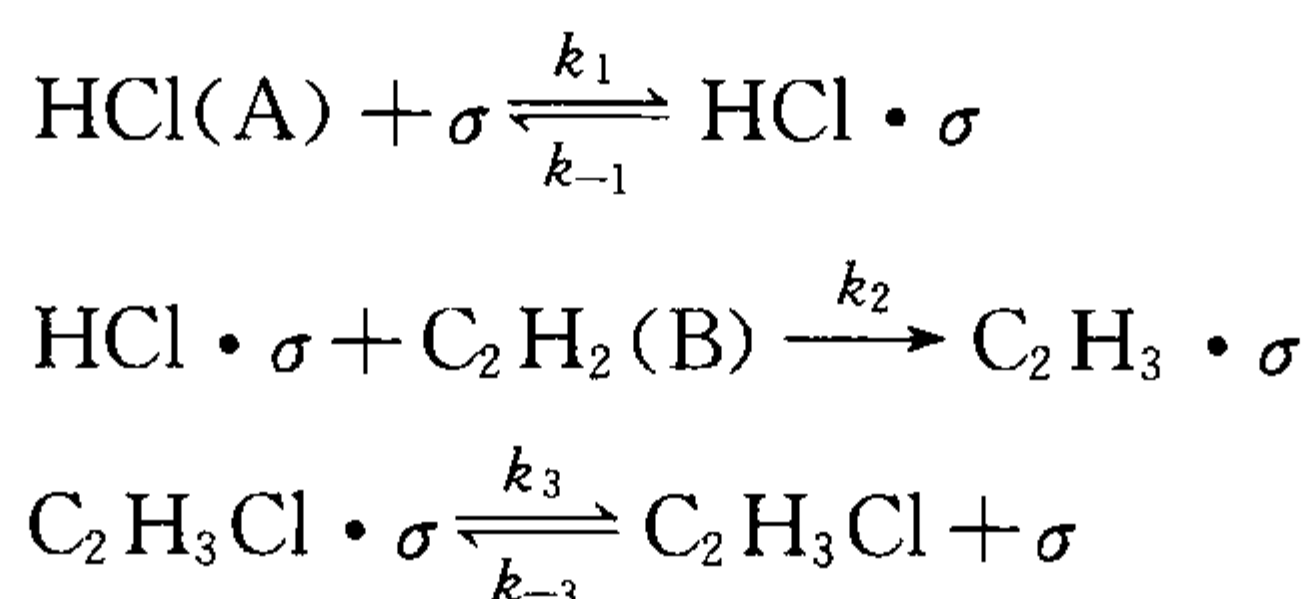 HCl(A) + σ ⇌ HCl · σ (k₁ / k₋₁)
HCl · σ + C₂H₂(B) →(k₂) C₂H₃ · σ
C₂H₃Cl · σ ⇌ C₂H₃Cl + σ (k₃ / k₋₃)